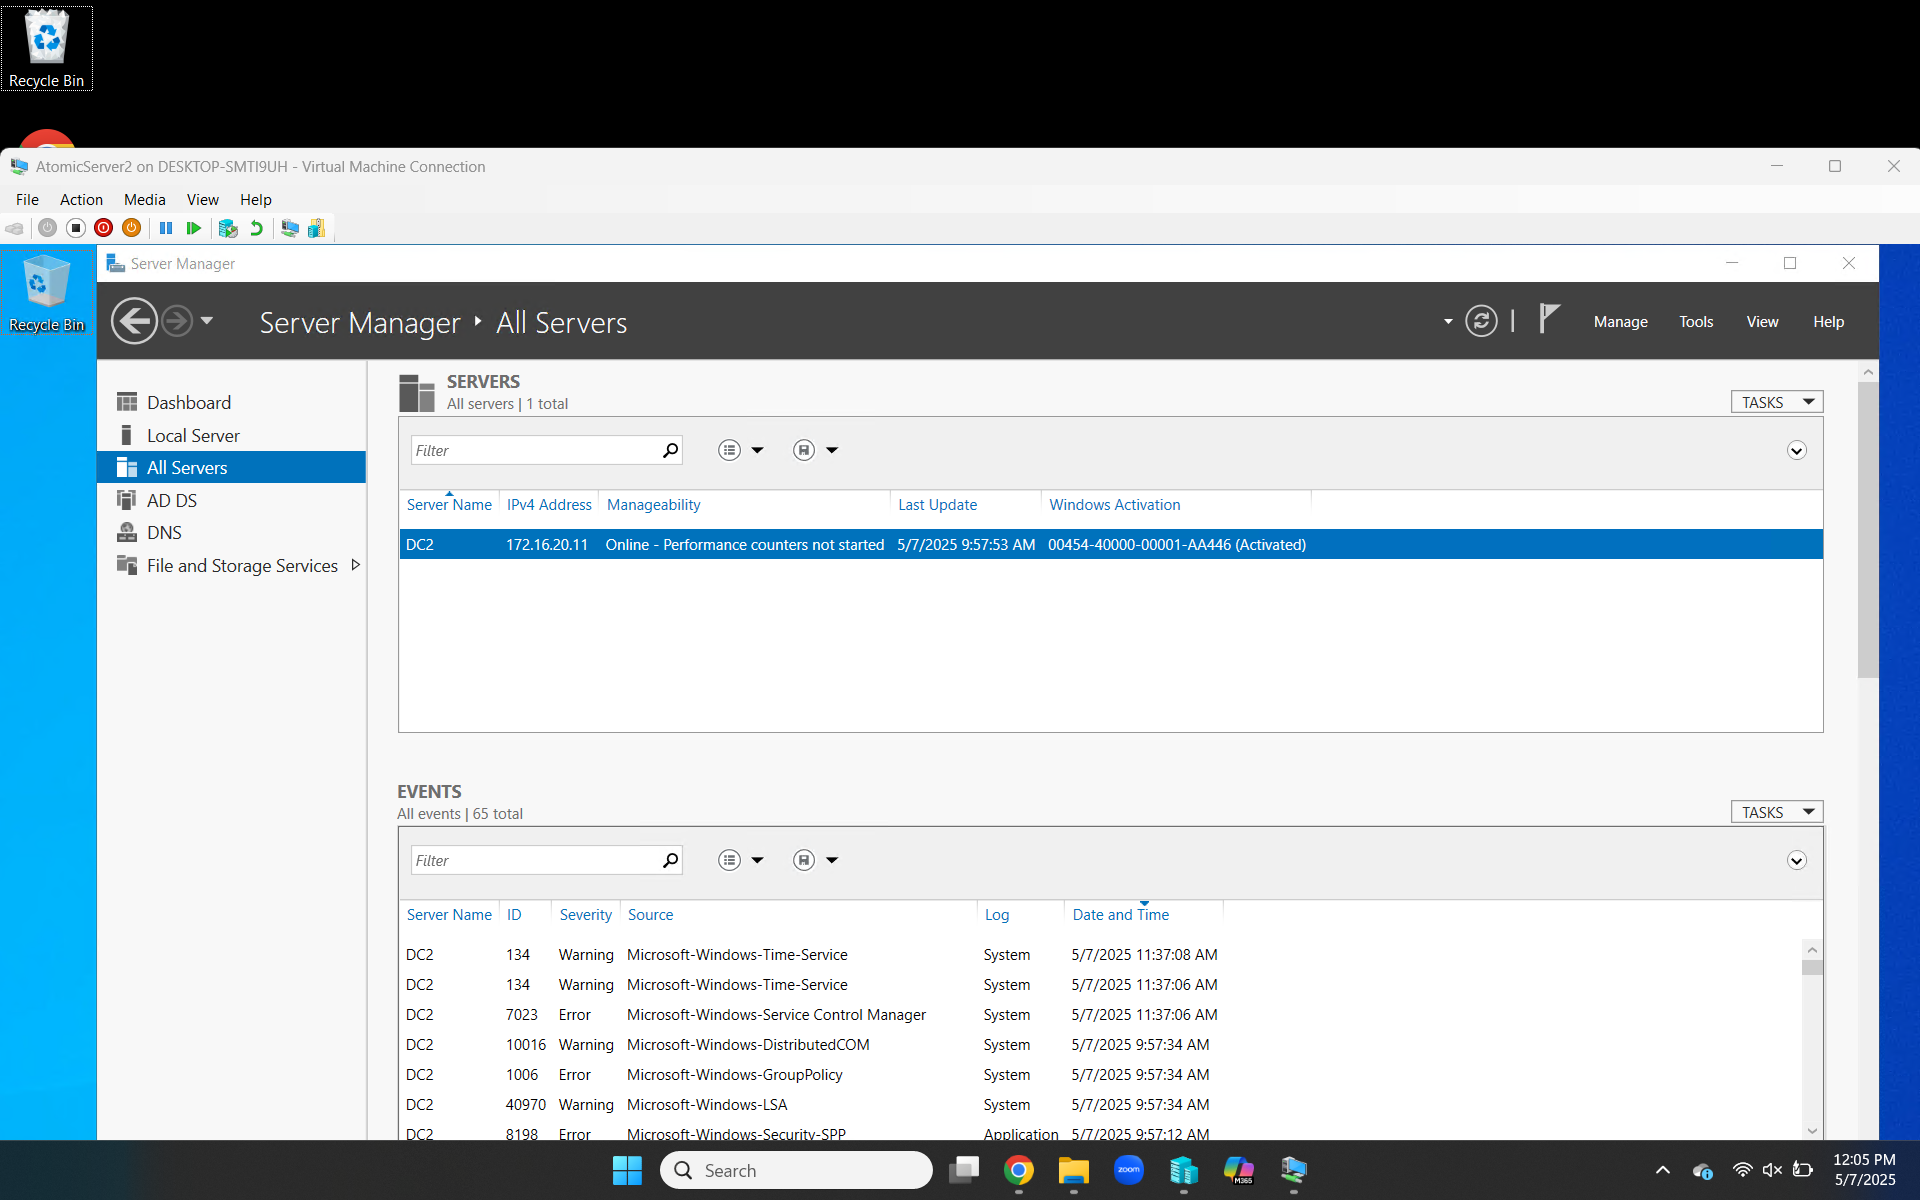 Recycle Bin
AtomicServer2 on DESKTOP-SMTI9UH - Virtual Machine Connection
File Action Media View Help
Recycle Bin
Server Manager
Server Manager ‣ All Servers
Manage Tools View Help
Dashboard
Local Server
All Servers
AD DS
DNS
File and Storage Services
SERVERS
All servers | 1 total
TASKS
Filter
Server Name IPv4 Address Manageability Last Update Windows Activation
DC2 172.16.20.11 Online - Performance counters not started 5/7/2025 9:57:53 AM 00454-40000-00001-AA446 (Activated)
EVENTS
All events | 65 total
TASKS
Filter
Server Name ID Severity Source Log Date and Time
DC2 134 Warning Microsoft-Windows-Time-Service System 5/7/2025 11:37:08 AM
DC2 134 Warning Microsoft-Windows-Time-Service System 5/7/2025 11:37:06 AM
DC2 7023 Error Microsoft-Windows-Service Control Manager System 5/7/2025 11:37:06 AM
DC2 10016 Warning Microsoft-Windows-DistributedCOM System 5/7/2025 9:57:34 AM
DC2 1006 Error Microsoft-Windows-GroupPolicy System 5/7/2025 9:57:34 AM
DC2 40970 Warning Microsoft-Windows-LSA System 5/7/2025 9:57:34 AM
DC2 8198 Error Microsoft-Windows-Security-SPP Application 5/7/2025 9:57:12 AM
Search
zoom
M365
12:05 PM
5/7/2025